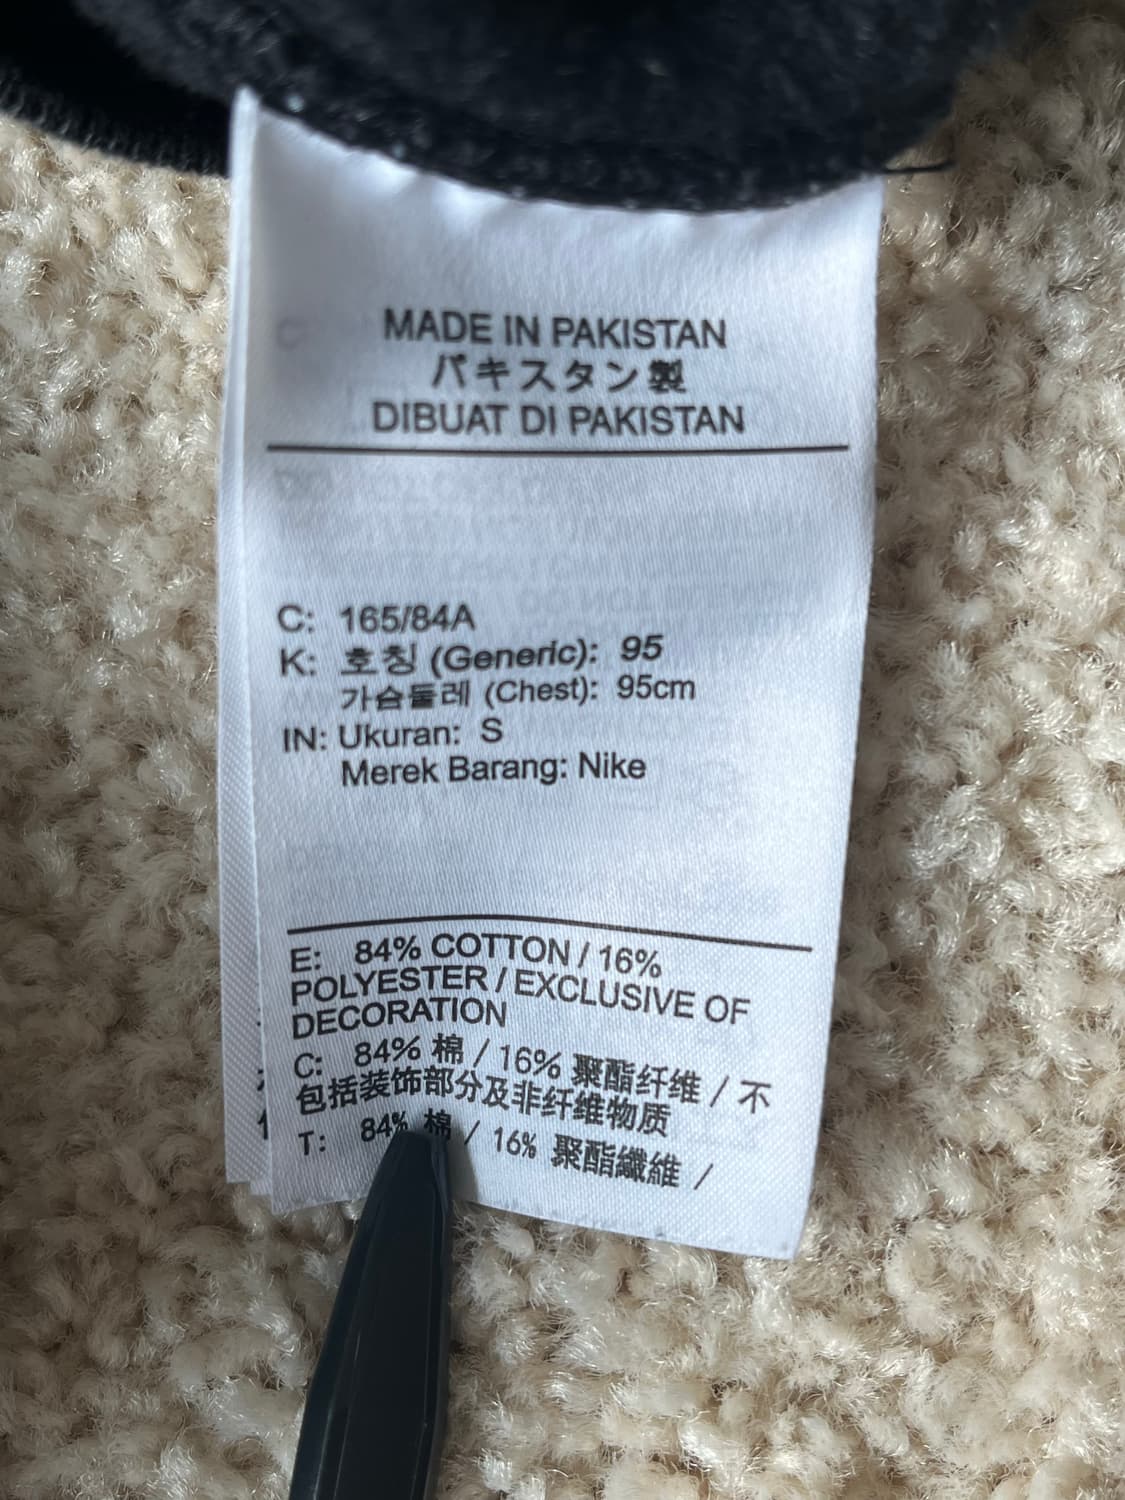 MADE IN PAKISTAN
パキスタン製
DIBUAT DI PAKISTAN
C: 165/84A
K: 호칭 (Generic): 95
가슴둘레 (Chest): 95cm
IN: Ukuran: S
Merek Barang: Nike
E: 84% COTTON / 16%
POLYESTER / EXCLUSIVE OF
DECORATION
C: 84% 棉 / 16% 聚酯纤维 / 不
包括装饰部分及非纤维物质
T: 84% 棉 / 16% 聚酯纖維 /